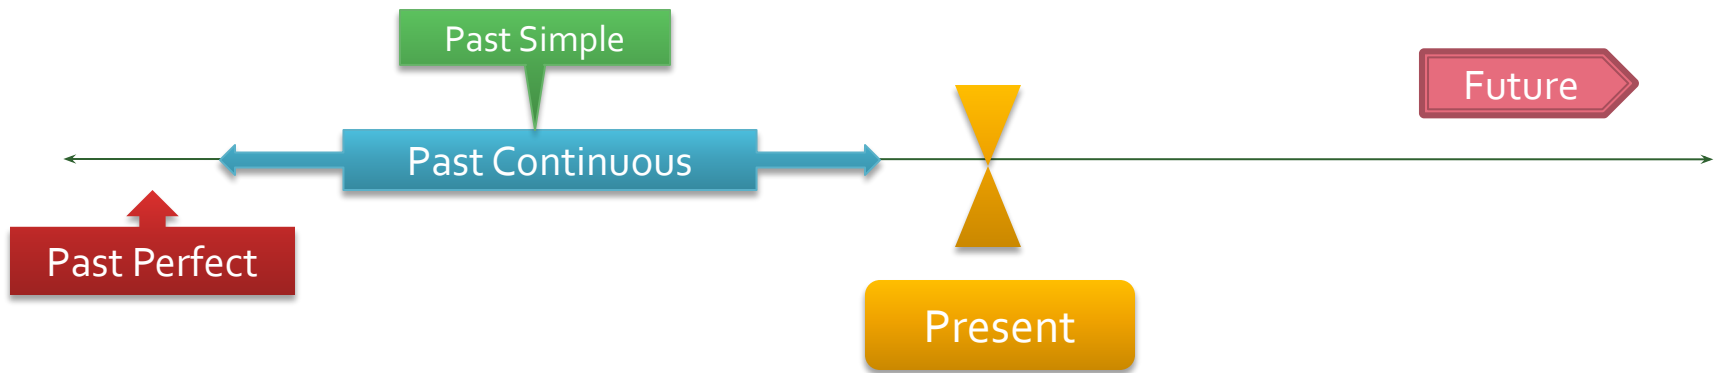 Past Simple
Future
Past Continuous
Past Perfect
Present